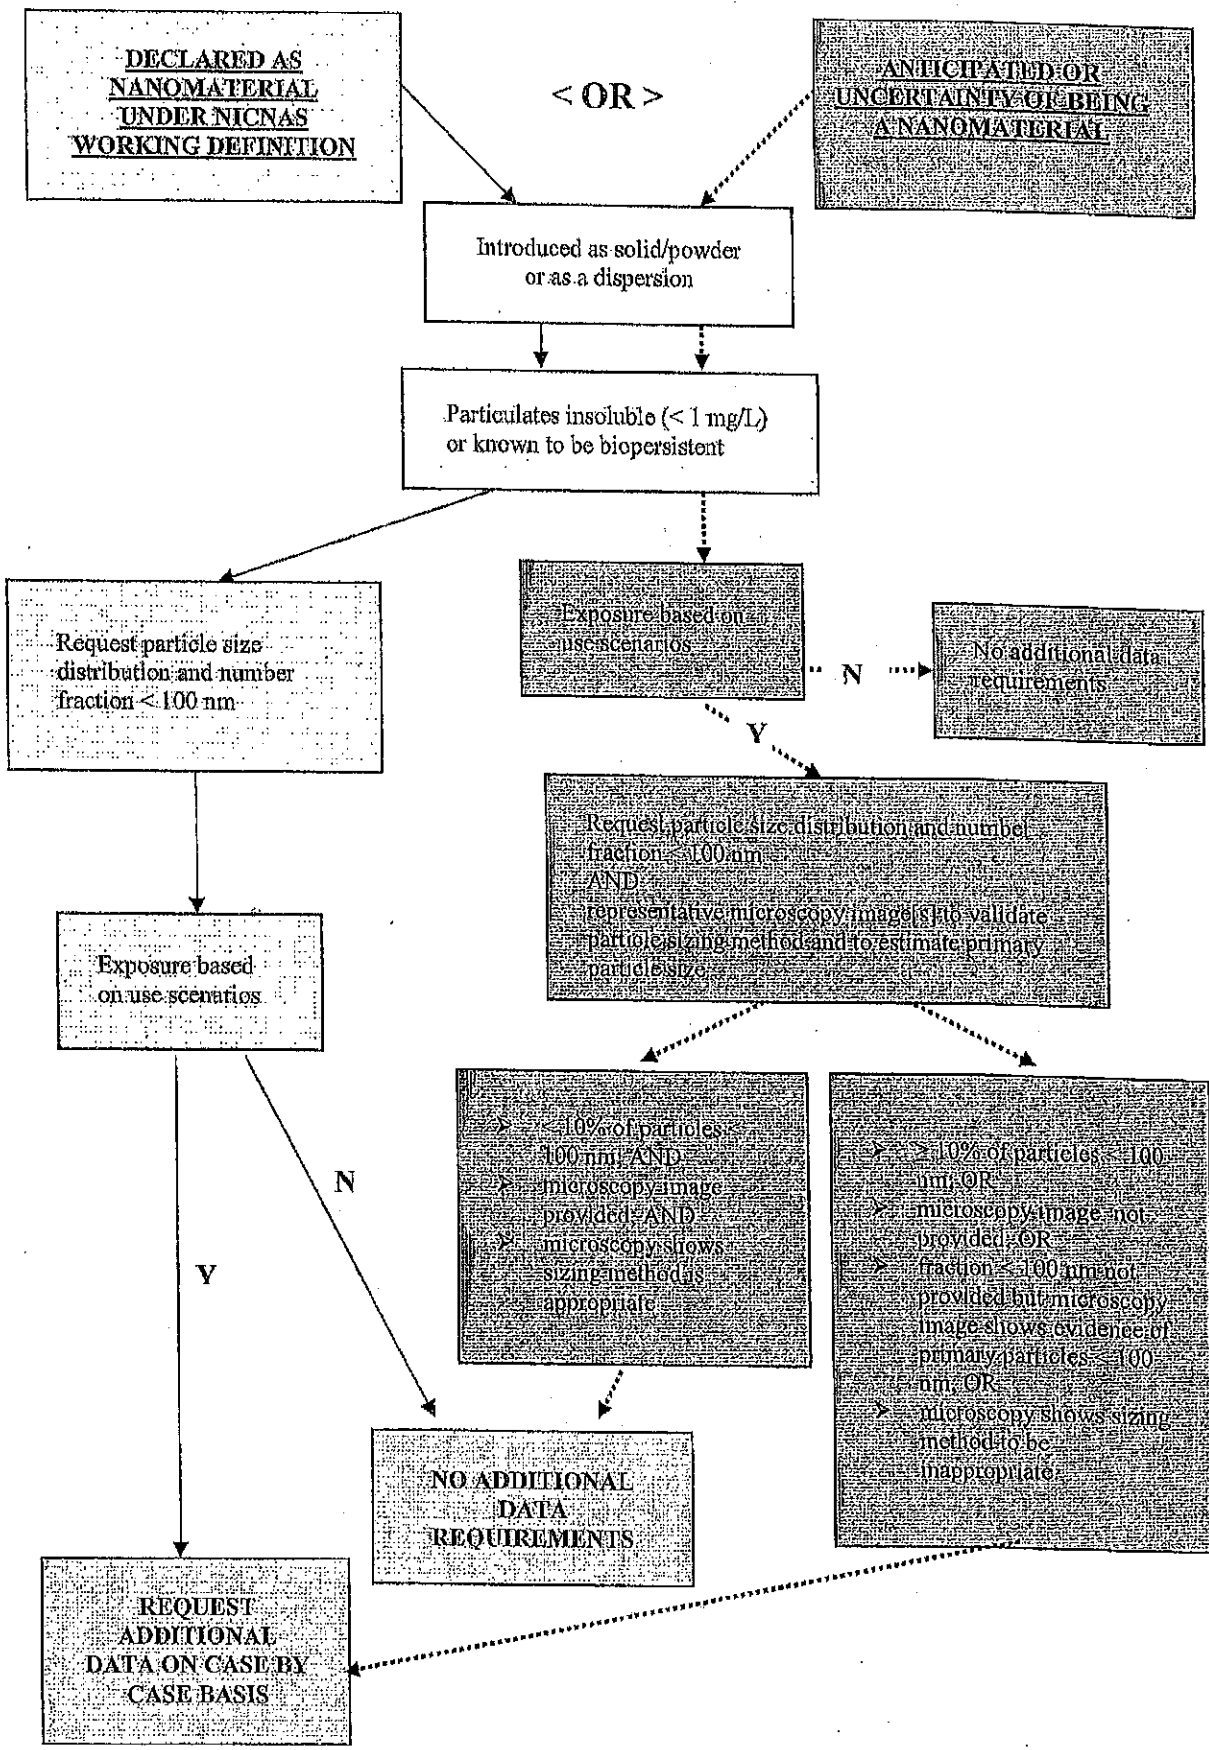 DECLARED AS
NANOMATERIAL
UNDER NICNAS
WORKING DEFINITION
< OR >
ANTICIPATED OR
UNCERTAINTY OF BEING
A NANOMATERIAL
Introduced as solid/powder
or as a dispersion
Particulates insoluble (< 1 mg/L)
or known to be biopersistent
Request particle size
distribution and number
fraction < 100 nm
Exposure based on
use scenarios
N
No additional data
requirements
Y
Request particle size distribution and number
fraction < 100 nm
AND
representative microscopy image[s] to validate
particle sizing method and to estimate primary
particle size
Exposure based
on use scenarios
Y
N
➢ < 10% of particles <
100 nm; AND
➢ microscopy image
provided; AND
➢ microscopy shows
sizing method is
appropriate
➢ ≥ 10% of particles < 100
nm; OR
➢ microscopy image not
provided; OR
➢ fraction < 100 nm not
provided but microscopy
image shows evidence of
primary particles < 100
nm; OR
➢ microscopy shows sizing
method to be
inappropriate
NO ADDITIONAL
DATA
REQUIREMENTS
REQUEST
ADDITIONAL
DATA ON CASE BY
CASE BASIS